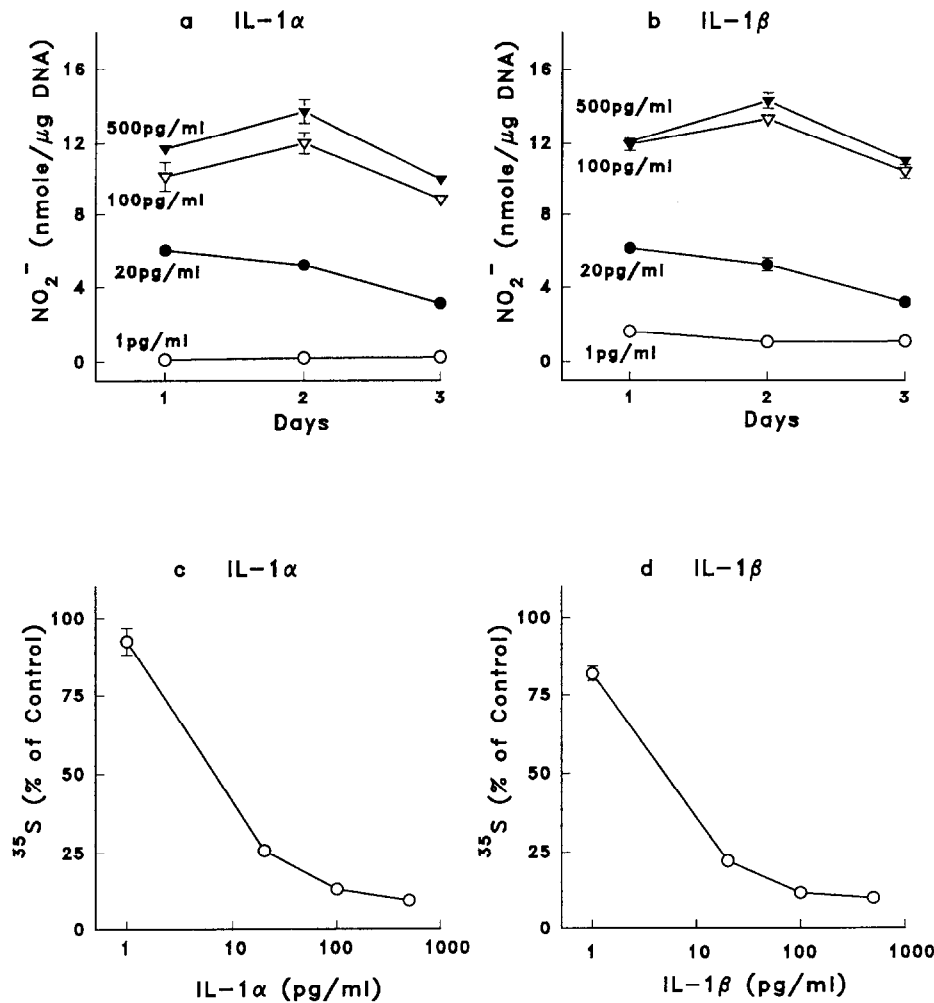 a IL-1α
NO₂⁻ (nmole/μg DNA)
16
12
8
4
0
500pg/ml
100pg/ml
20pg/ml
1pg/ml
1 2 3
Days
b IL-1β
NO₂⁻ (nmole/μg DNA)
16
12
8
4
0
500pg/ml
100pg/ml
20pg/ml
1pg/ml
1 2 3
Days
c IL-1α
³⁵S (% of Control)
100
75
50
25
0
1 10 100 1000
IL-1α (pg/ml)
d IL-1β
³⁵S (% of Control)
100
75
50
25
0
1 10 100 1000
IL-1β (pg/ml)